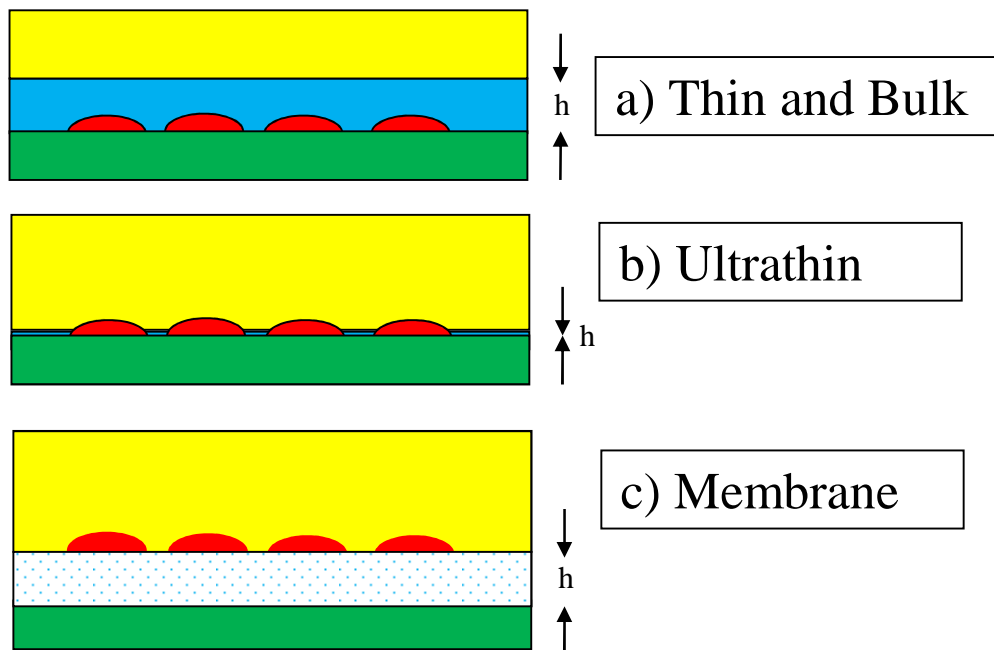 h
a) Thin and Bulk
b) Ultrathin
h
c) Membrane
h